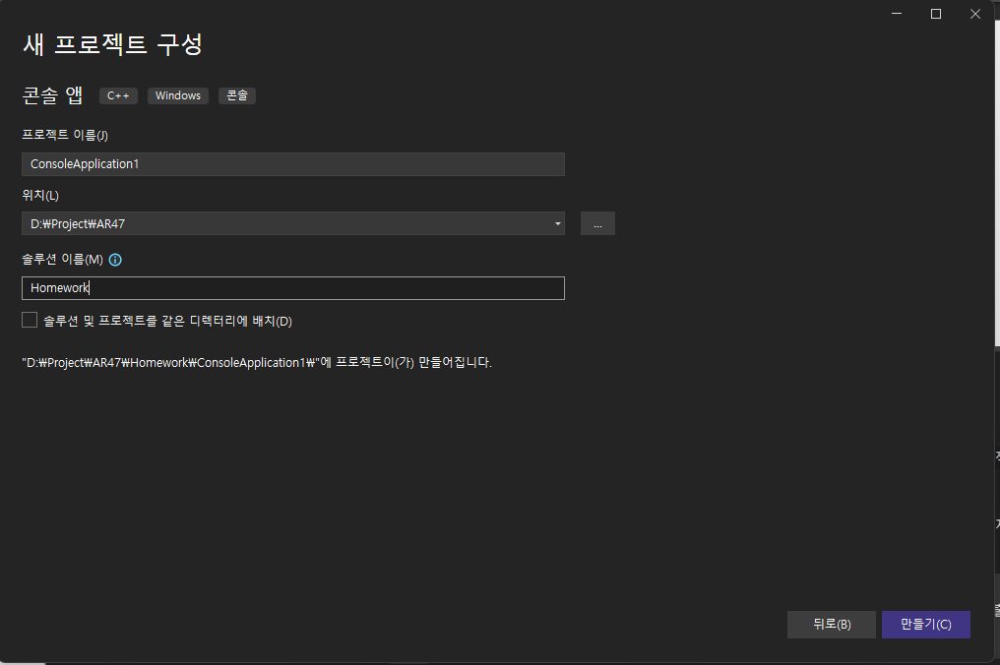 새 프로젝트 구성
콘솔 앱 C++ Windows 콘솔
프로젝트 이름(J)
ConsoleApplication1
위치(L)
D:₩Project₩AR47 ...
솔루션 이름(M)
Homework
솔루션 및 프로젝트를 같은 디렉터리에 배치(D)
"D:₩Project₩AR47₩Homework₩ConsoleApplication1₩"에 프로젝트이(가) 만들어집니다.
뒤로(B) 만들기(C)